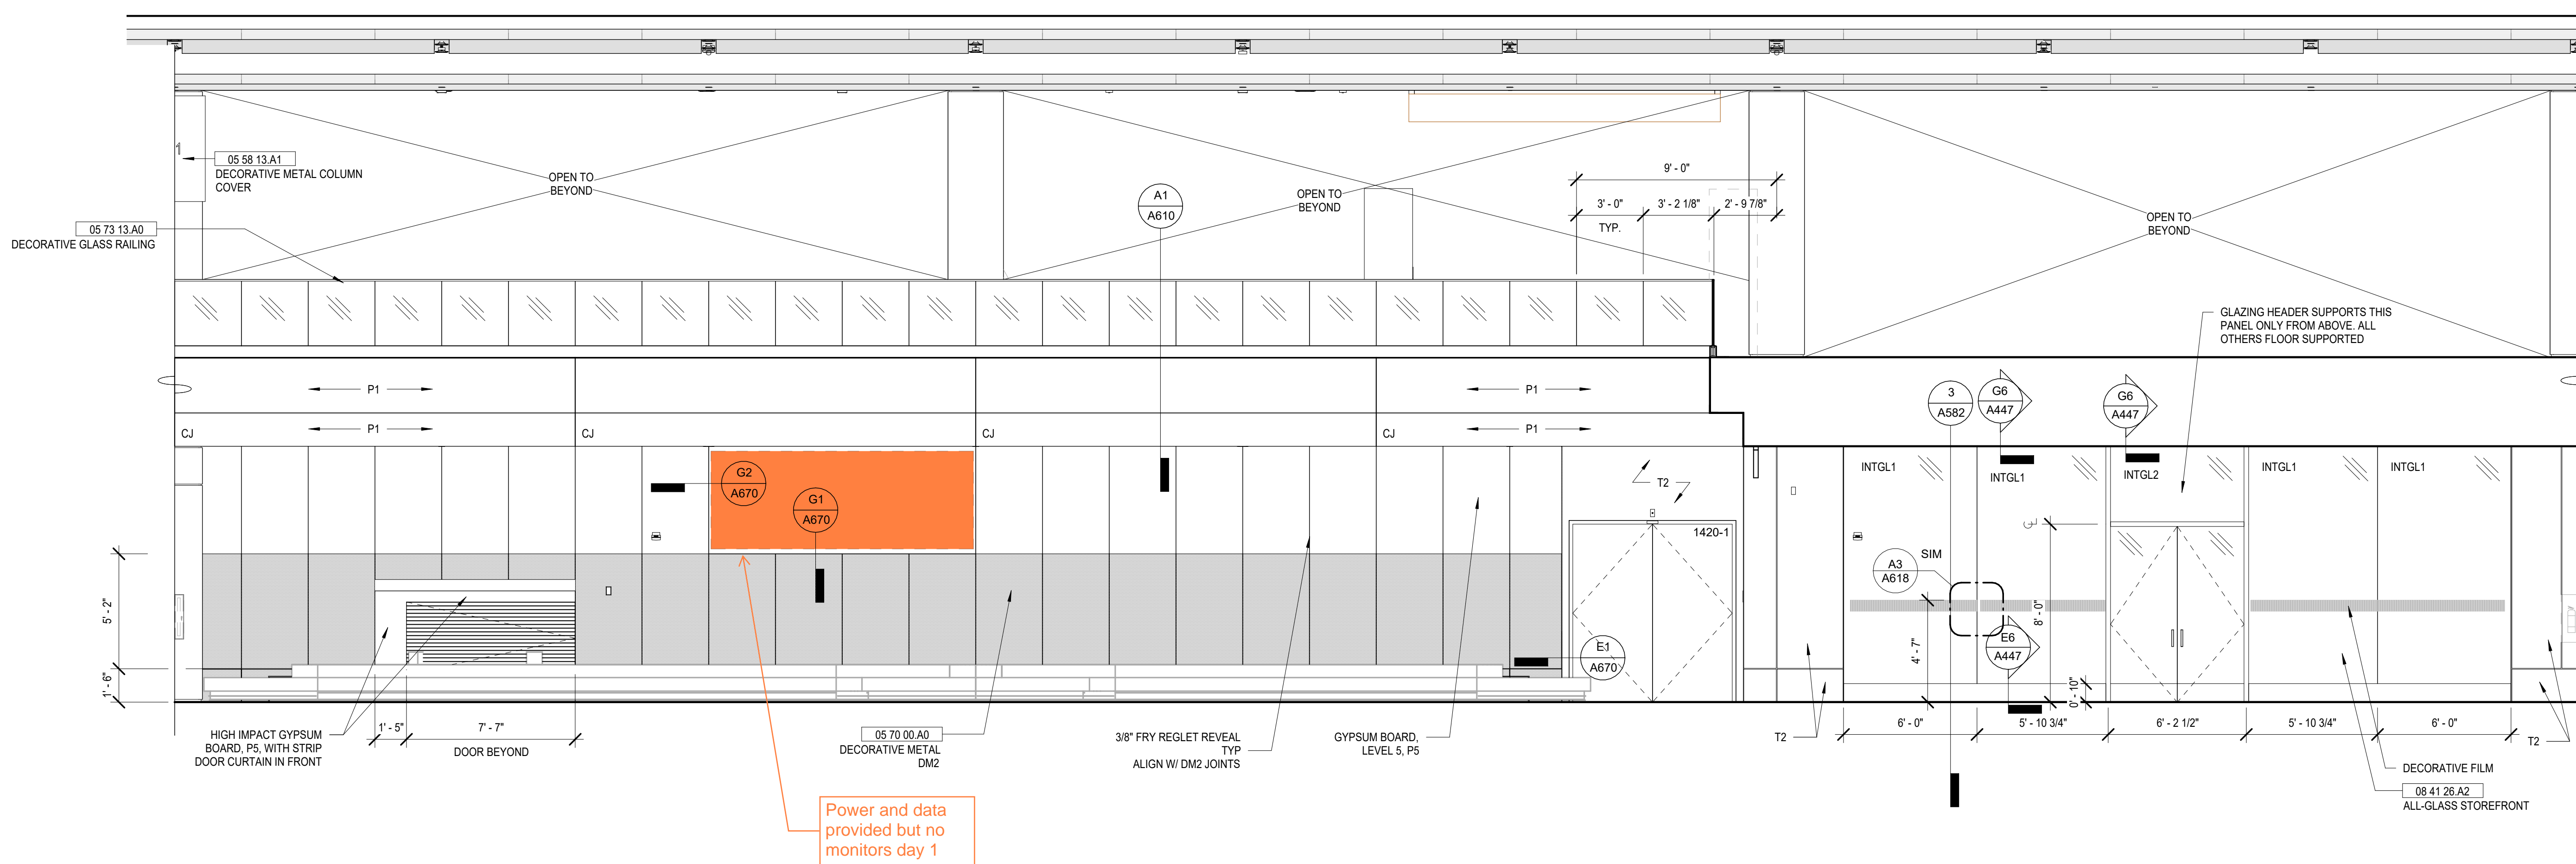 05 58 13.A1
DECORATIVE METAL COLUMN
COVER
OPEN TO
BEYOND
A1
A610
OPEN TO
BEYOND
9' - 0"
3' - 0"
3' - 2 1/8"
2' - 9 7/8"
TYP.
OPEN TO
BEYOND
05 73 13.A0
DECORATIVE GLASS RAILING
GLAZING HEADER SUPPORTS THIS
PANEL ONLY FROM ABOVE. ALL
OTHERS FLOOR SUPPORTED
P1
P1
3
A582
G6
A447
G6
A447
CJ
P1
CJ
CJ
CJ
P1
G2
A670
G1
A670
T2
1420-1
INTGL1
INTGL1
INTGL2
INTGL1
INTGL1
CL
SIM
A3
A618
5' - 2"
1' - 6"
8' - 0"
4' - 7"
0' - 10"
E1
A670
E6
A447
HIGH IMPACT GYPSUM
BOARD, P5, WITH STRIP
DOOR CURTAIN IN FRONT
1' - 5"
7' - 7"
DOOR BEYOND
05 70 00.A0
DECORATIVE METAL
DM2
3/8" FRY REGLET REVEAL
TYP
ALIGN W/ DM2 JOINTS
GYPSUM BOARD,
LEVEL 5, P5
T2
6' - 0"
5' - 10 3/4"
6' - 2 1/2"
5' - 10 3/4"
6' - 0"
T2
DECORATIVE FILM
08 41 26.A2
ALL-GLASS STOREFRONT
Power and data
provided but no
monitors day 1